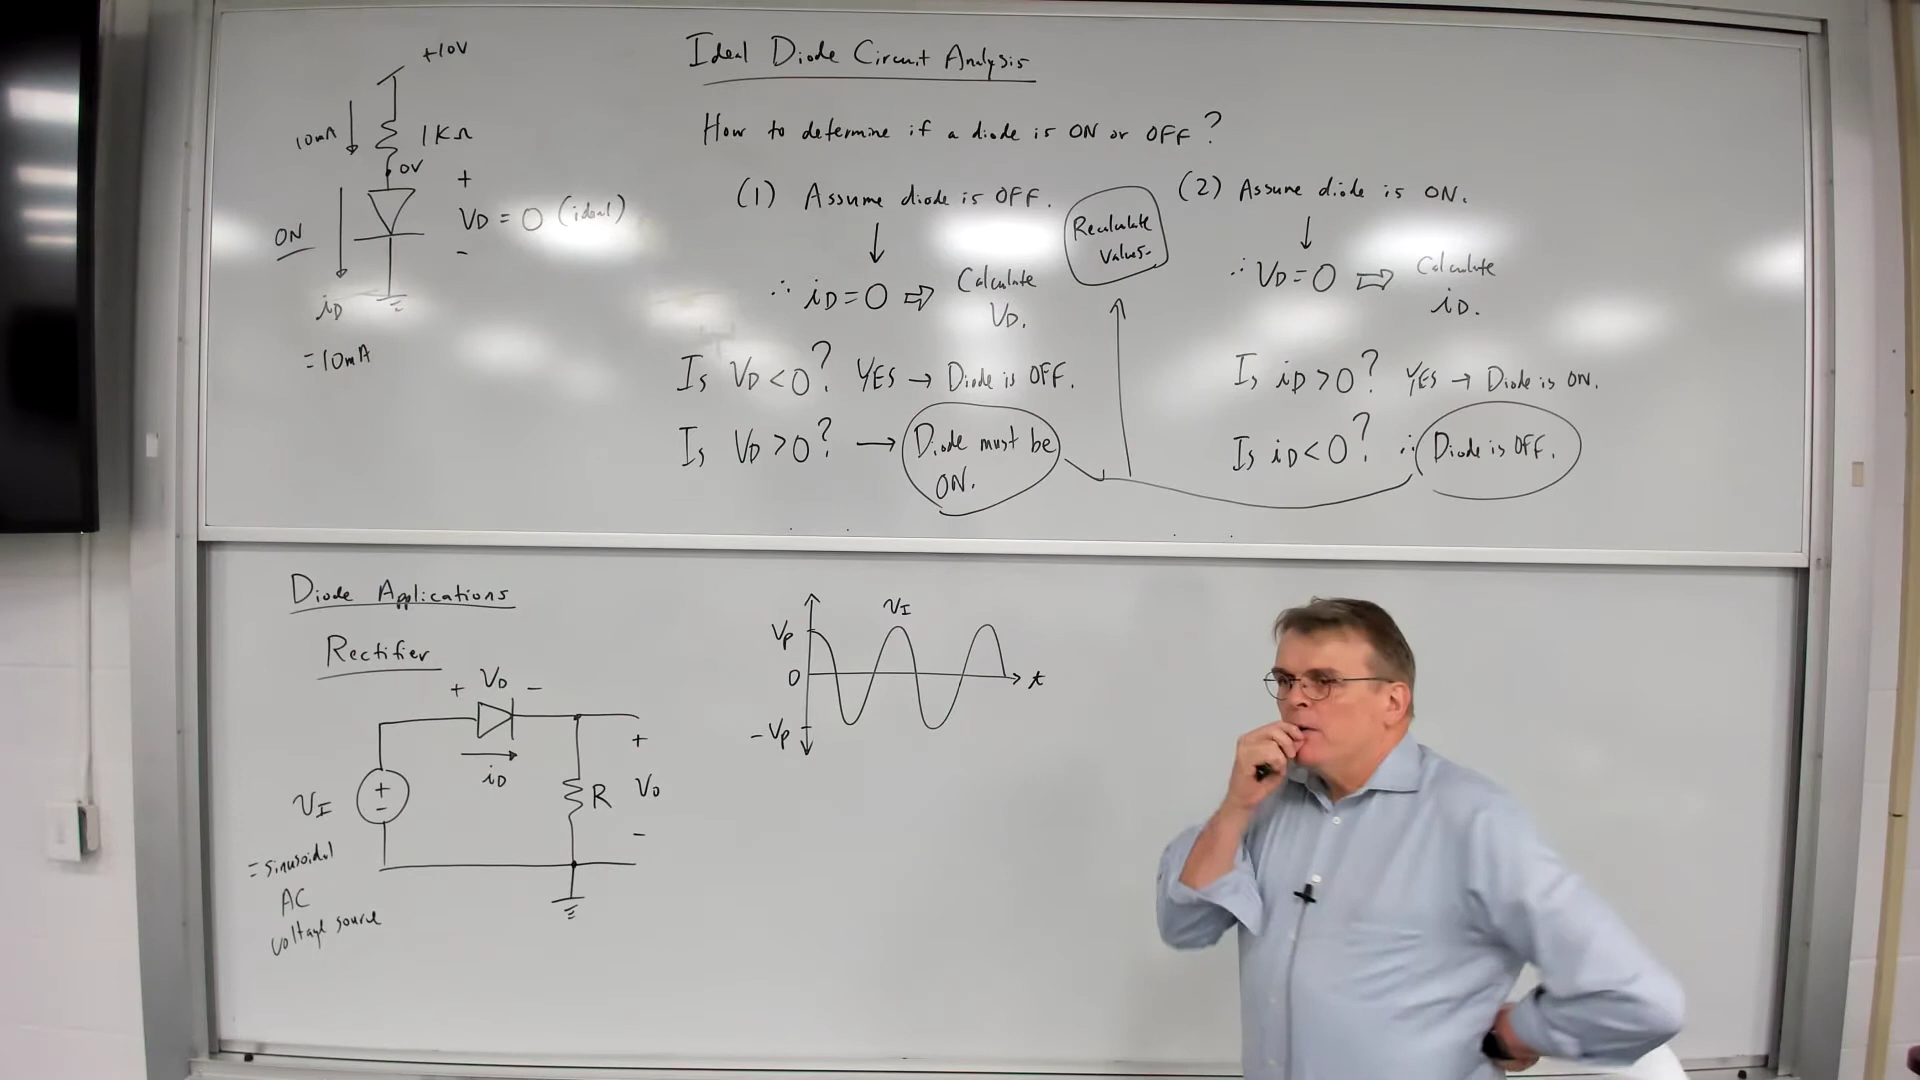 Ideal Diode Circuit Analysis
How to determine if a diode is ON or OFF?
+10V
10mA
1KΩ
0V
+
VD = 0 (ideal)
-
ON
iD
= 10mA
(1) Assume diode is OFF.
∴ iD = 0 ⇨ Calculate
VD.
Is VD < 0? YES → Diode is OFF.
Is VD > 0? → Diode must be
ON.
Recalculate
Values.
(2) Assume diode is ON.
∴ VD = 0 ⇨ Calculate
iD.
Is iD > 0? YES → Diode is ON.
Is iD < 0? ∴ Diode is OFF.
Diode Applications
Rectifier
+ VD -
iD
+
-
VI
= sinusoidal
AC
voltage source
R
+
Vo
-
VI
Vp
0
t
-Vp